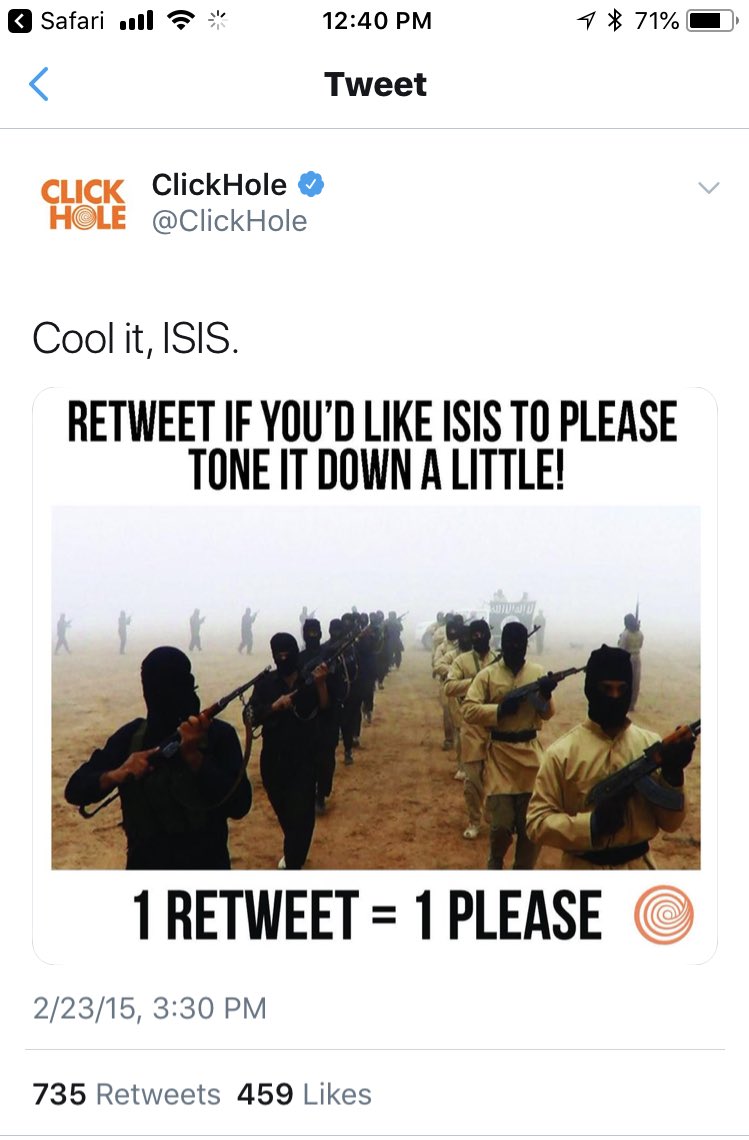 Safari 12:40 PM 71%
Tweet
CLICK
HOLE
ClickHole
@ClickHole
Cool it, ISIS.
RETWEET IF YOU'D LIKE ISIS TO PLEASE
TONE IT DOWN A LITTLE!
1 RETWEET = 1 PLEASE
2/23/15, 3:30 PM
735 Retweets 459 Likes